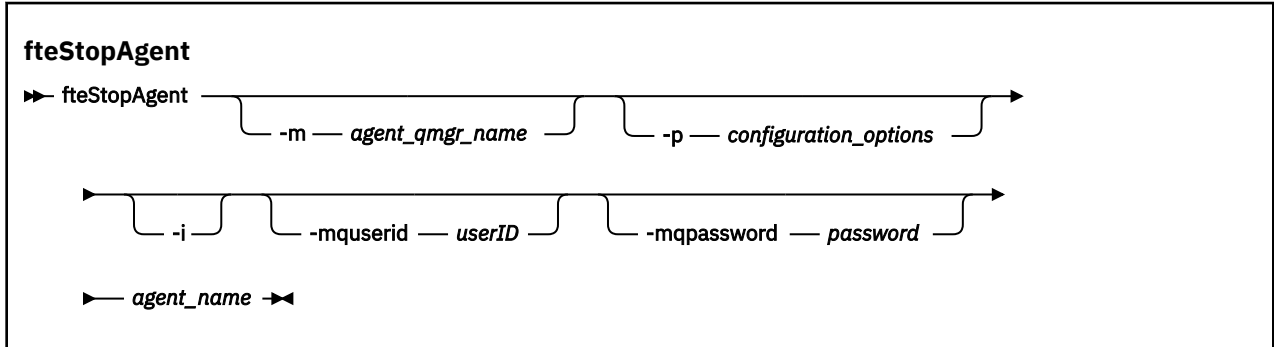 fteStopAgent
fteStopAgent
-m agent_qmgr_name -p configuration_options
-i -mquserid userID -mqpassword password
agent_name